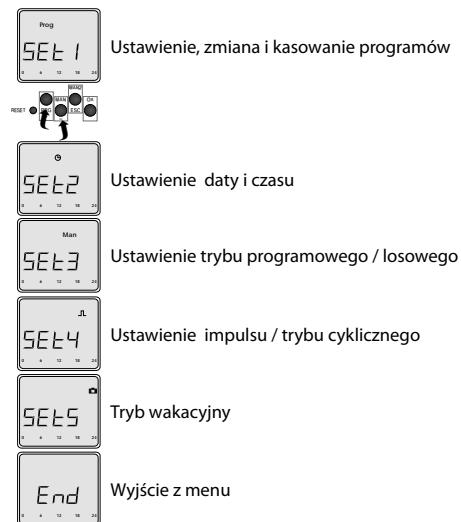 Prog
SEt 1
0 6 12 18 24
Ustawienie, zmiana i kasowanie programów
MAN2
MAN OK
RESET ESC
SEt2
0 6 12 18 24
Ustawienie daty i czasu
Man
SEt3
0 6 12 18 24
Ustawienie trybu programowego / losowego
SEt4
0 6 12 18 24
Ustawienie impulsu / trybu cyklicznego
SEt5
0 6 12 18 24
Tryb wakacyjny
End
0 6 12 18 24
Wyjście z menu